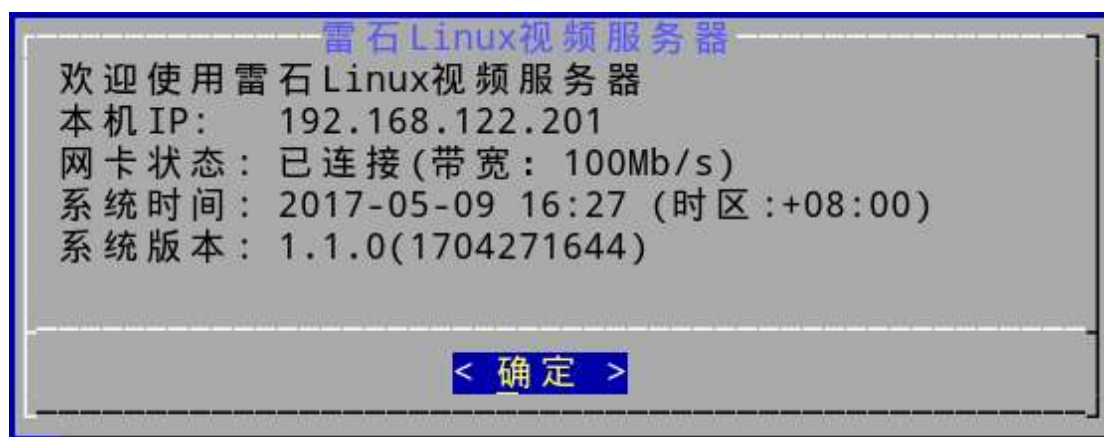 雷石Linux视频服务器
欢迎使用雷石Linux视频服务器
本机IP: 192.168.122.201
网卡状态: 已连接(带宽: 100Mb/s)
系统时间: 2017-05-09 16:27 (时区:+08:00)
系统版本: 1.1.0(1704271644)
< 确定 >